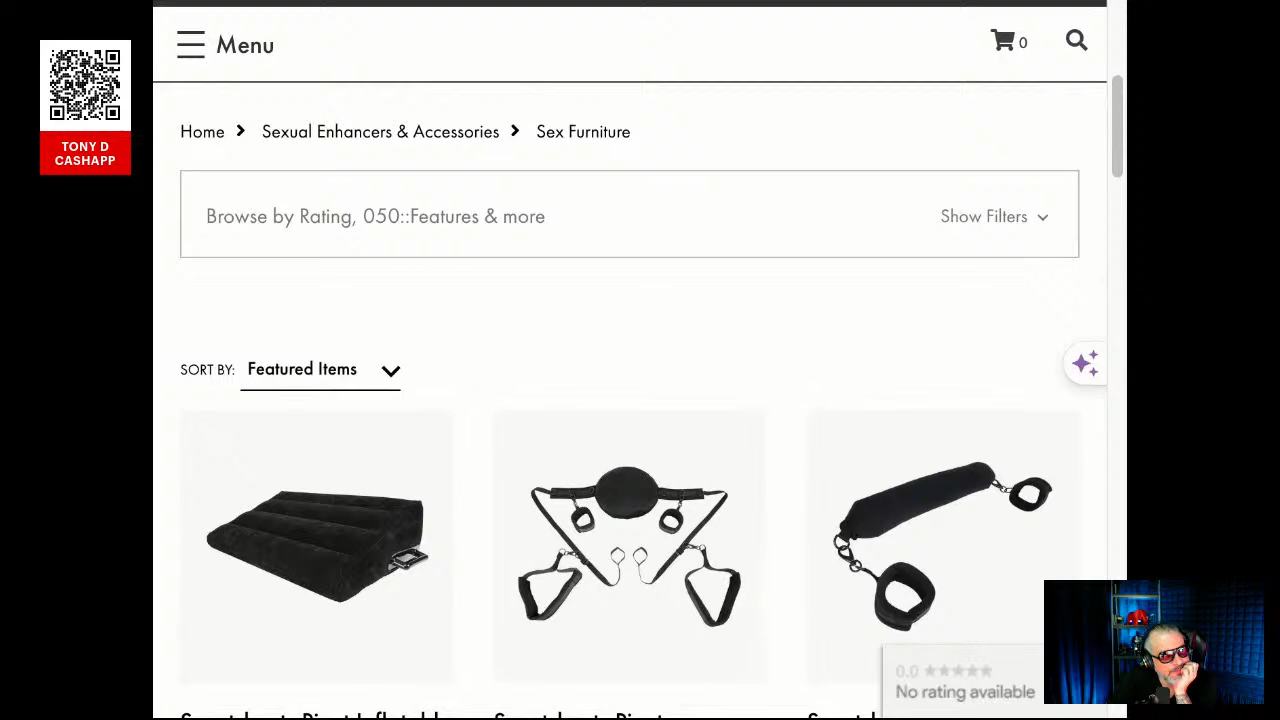 Menu
0
TONY D
CASHAPP
Home
Sexual Enhancers & Accessories
Sex Furniture
Browse by Rating, 050::Features & more
Show Filters
SORT BY:
Featured Items
0.0
No rating available